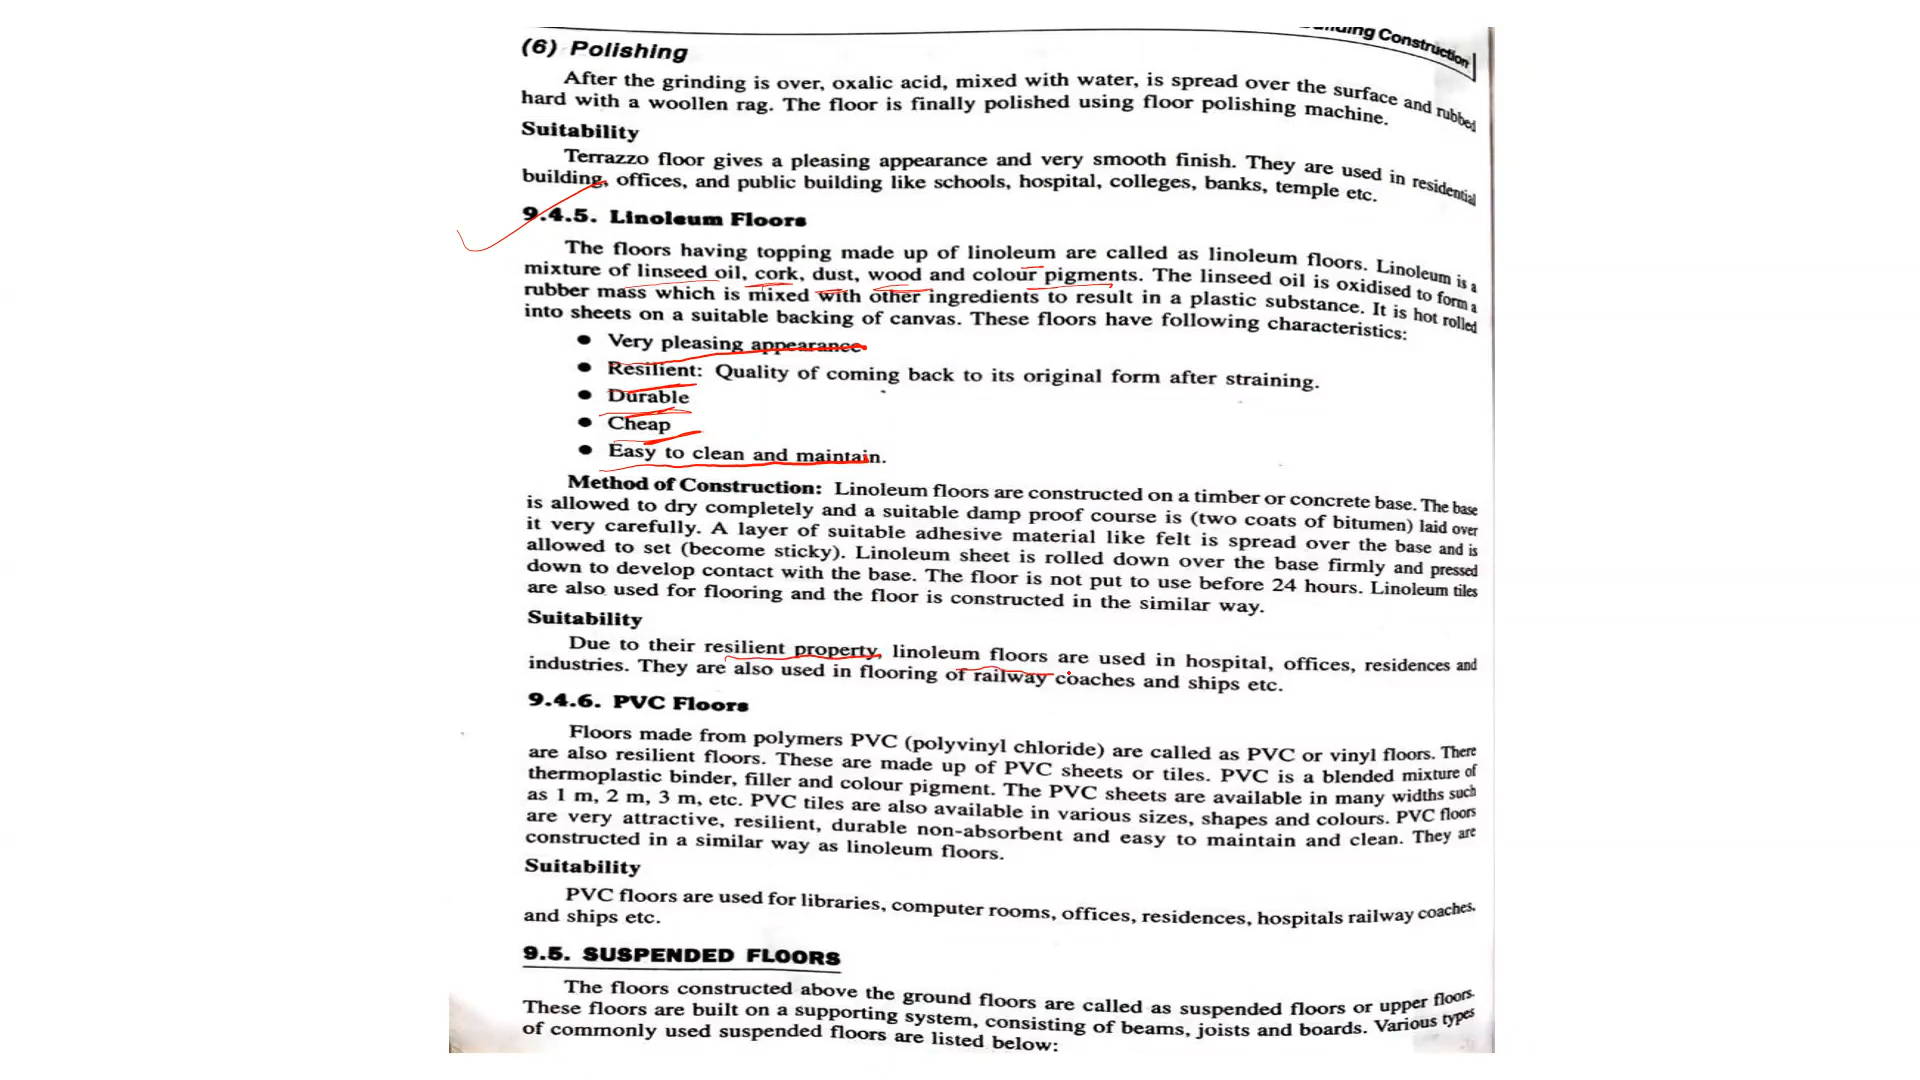 Building Construction
(6) Polishing
After the grinding is over, oxalic acid, mixed with water, is spread over the surface and rubbed
hard with a woollen rag. The floor is finally polished using floor polishing machine.
Suitability
Terrazzo floor gives a pleasing appearance and very smooth finish. They are used in residential
building, offices, and public building like schools, hospital, colleges, banks, temple etc.
9.4.5. Linoleum Floors
The floors having topping made up of linoleum are called as linoleum floors. Linoleum is a
mixture of linseed oil, cork, dust, wood and colour pigments. The linseed oil is oxidised to form a
rubber mass which is mixed with other ingredients to result in a plastic substance. It is hot rolled
into sheets on a suitable backing of canvas. These floors have following characteristics:
● Very pleasing appearance
● Resilient: Quality of coming back to its original form after straining.
● Durable
● Cheap
● Easy to clean and maintain.
Method of Construction: Linoleum floors are constructed on a timber or concrete base. The base
is allowed to dry completely and a suitable damp proof course is (two coats of bitumen) laid over
it very carefully. A layer of suitable adhesive material like felt is spread over the base and is
allowed to set (become sticky). Linoleum sheet is rolled down over the base firmly and pressed
down to develop contact with the base. The floor is not put to use before 24 hours. Linoleum tiles
are also used for flooring and the floor is constructed in the similar way.
Suitability
Due to their resilient property, linoleum floors are used in hospital, offices, residences and
industries. They are also used in flooring of railway coaches and ships etc.
9.4.6. PVC Floors
Floors made from polymers PVC (polyvinyl chloride) are called as PVC or vinyl floors. There
are also resilient floors. These are made up of PVC sheets or tiles. PVC is a blended mixture of
thermoplastic binder, filler and colour pigment. The PVC sheets are available in many widths such
as 1 m, 2 m, 3 m, etc. PVC tiles are also available in various sizes, shapes and colours. PVC floors
are very attractive, resilient, durable non-absorbent and easy to maintain and clean. They are
constructed in a similar way as linoleum floors.
Suitability
PVC floors are used for libraries, computer rooms, offices, residences, hospitals railway coaches,
and ships etc.
9.5. SUSPENDED FLOORS
The floors constructed above the ground floors are called as suspended floors or upper floors.
These floors are built on a supporting system, consisting of beams, joists and boards. Various types
of commonly used suspended floors are listed below: